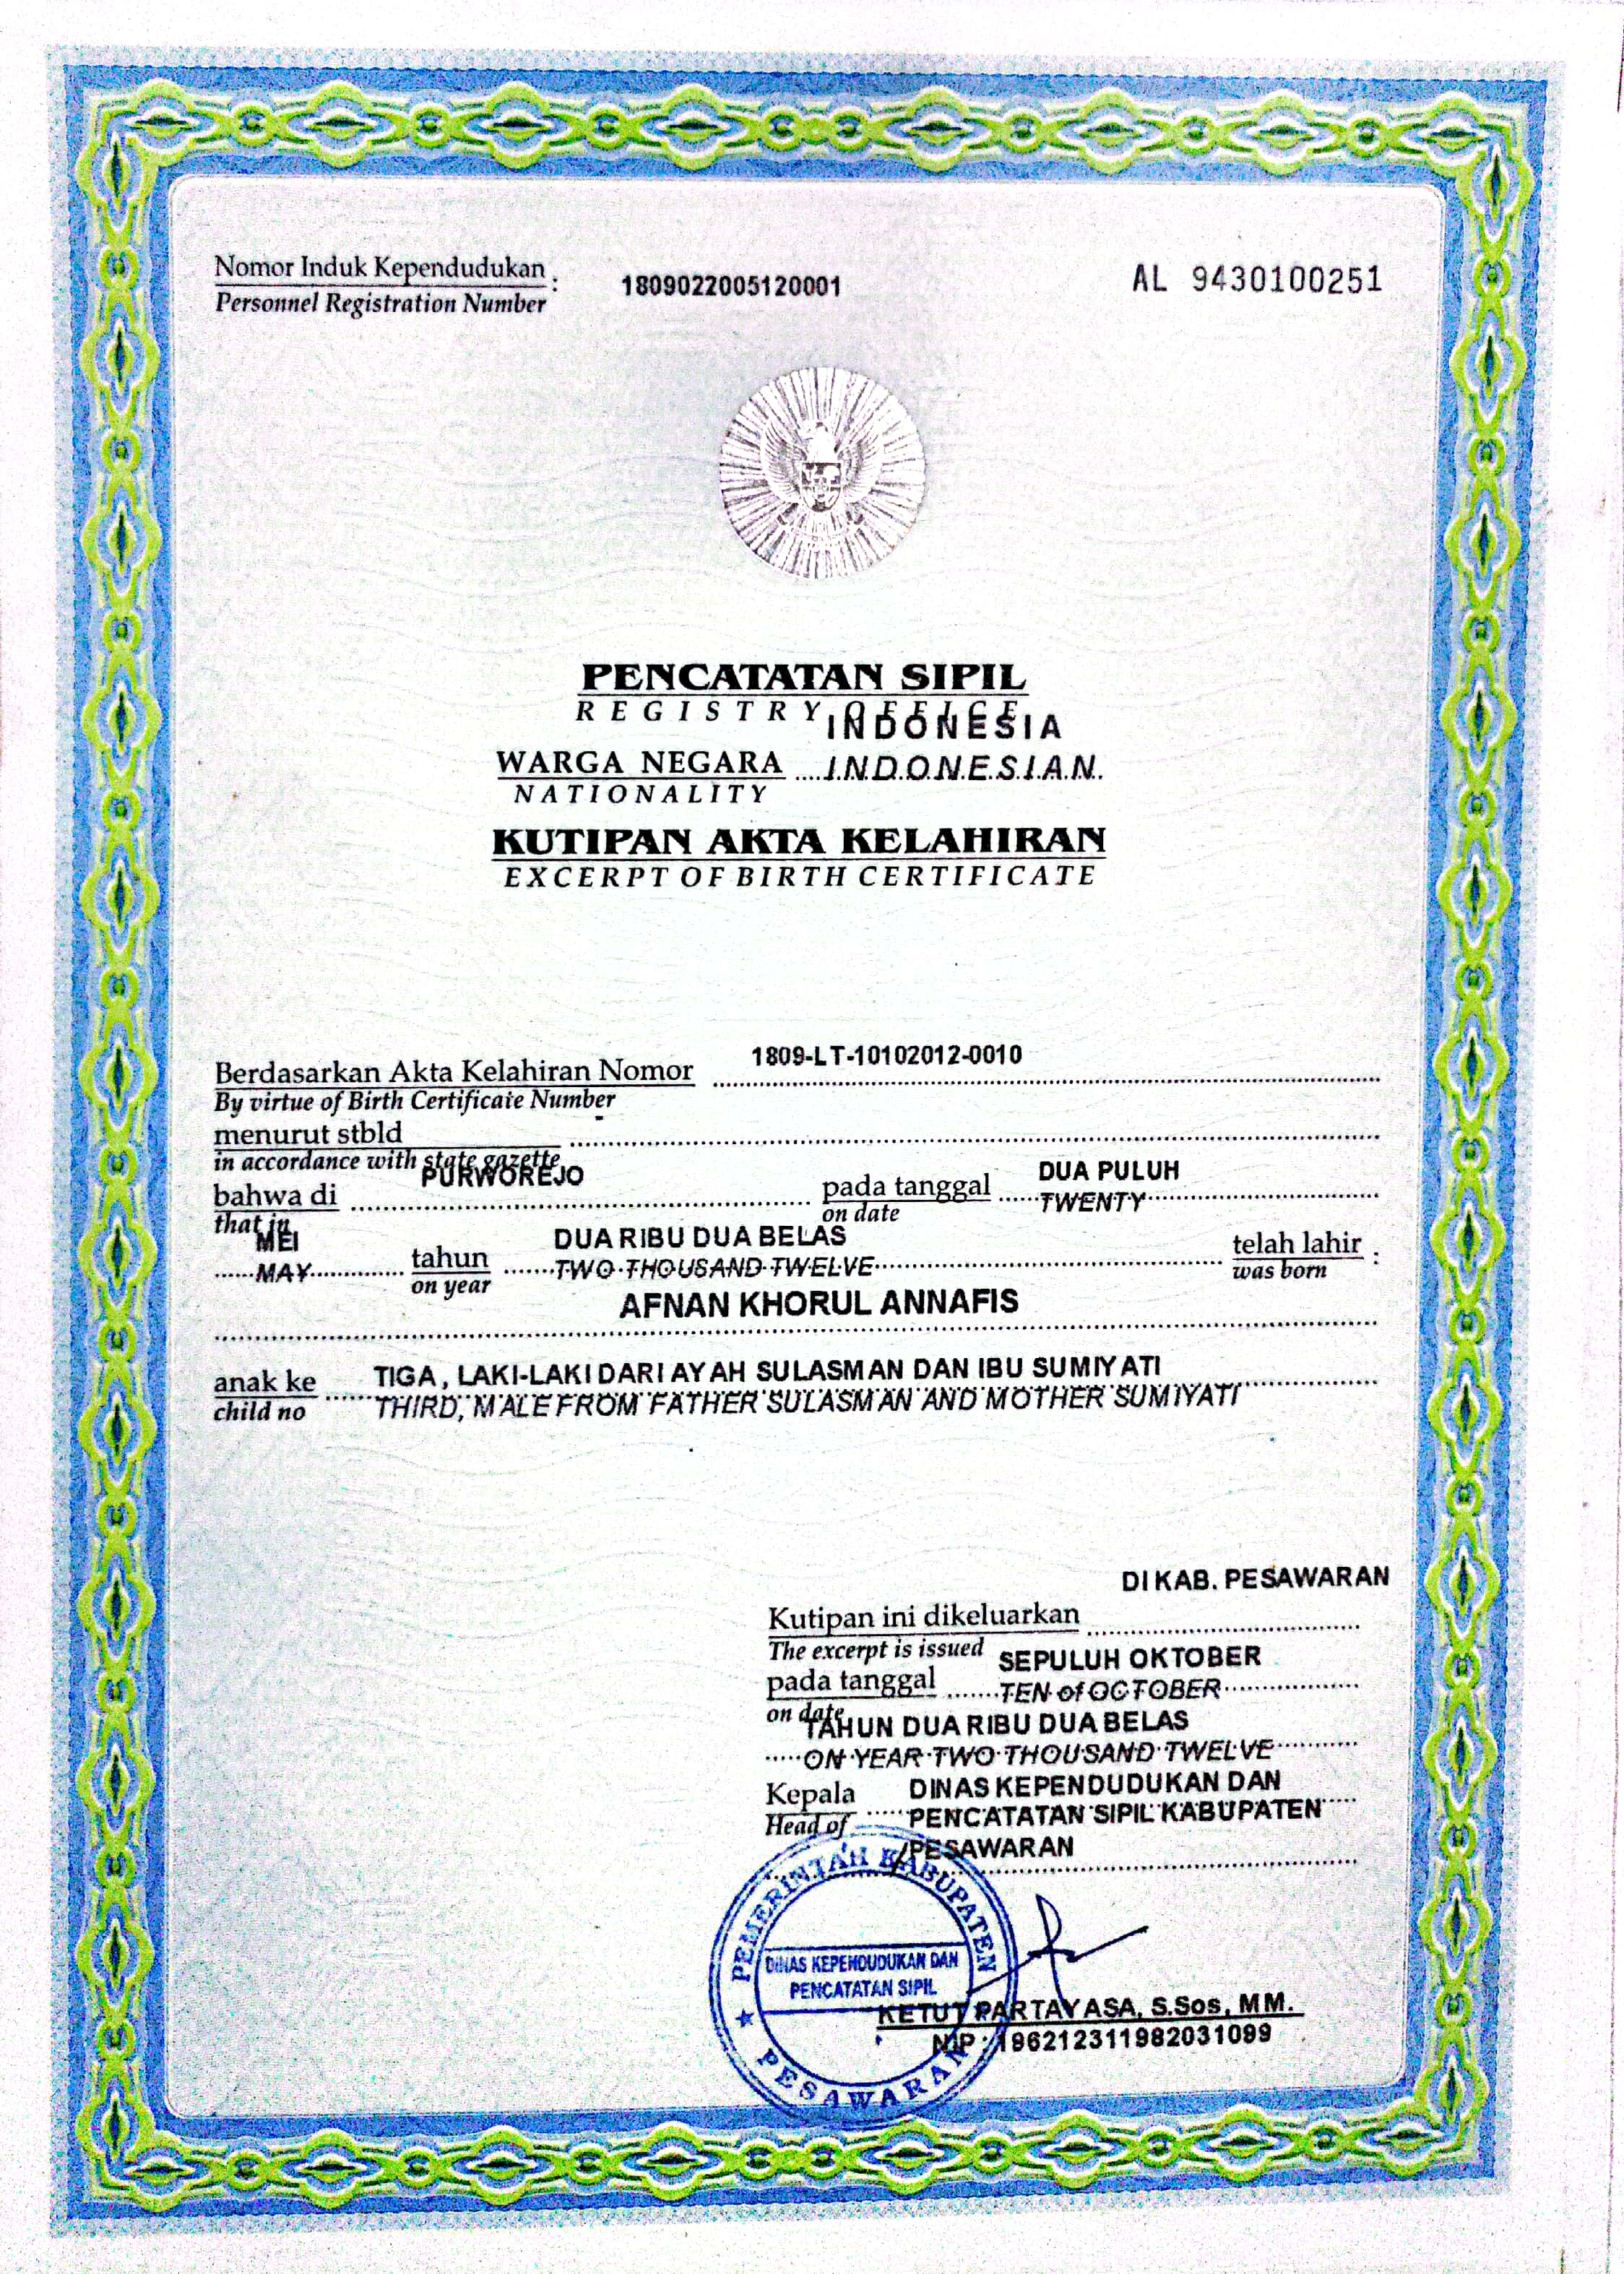 Nomor Induk Kependudukan : 1809022005120001 AL 9430100251
Personnel Registration Number
PENCATATAN SIPIL
REGISTRY OFFICE
INDONESIA
WARGA NEGARA ....INDONESIAN.
NATIONALITY
KUTIPAN AKTA KELAHIRAN
EXCERPT OF BIRTH CERTIFICATE
Berdasarkan Akta Kelahiran Nomor 1809-LT-10102012-0010
By virtue of Birth Certificate Number
menurut stbld -
in accordance with state gazette
bahwa di PURWOREJO pada tanggal DUA PULUH
that in on date TWENTY
MEI tahun DUA RIBU DUA BELAS telah lahir :
MAY on year TWO THOUSAND TWELVE was born
AFNAN KHORUL ANNAFIS
anak ke TIGA, LAKI-LAKI DARI AYAH SULASMAN DAN IBU SUMIYATI
child no THIRD, MALE FROM FATHER SULASMAN AND MOTHER SUMIYATI
DI KAB. PESAWARAN
Kutipan ini dikeluarkan
The excerpt is issued
SEPULUH OKTOBER
pada tanggal TEN of OCTOBER
on date
TAHUN DUA RIBU DUA BELAS
ON YEAR TWO THOUSAND TWELVE
Kepala DINAS KEPENDUDUKAN DAN
Head of PENCATATAN SIPIL KABUPATEN
PESAWARAN
PEMERINTAH KABUPATEN
DINAS KEPENDUDUKAN DAN
PENCATATAN SIPIL
PESAWARAN
KETUT PARTAYASA, S.Sos, MM.
NIP : 196212311982031099